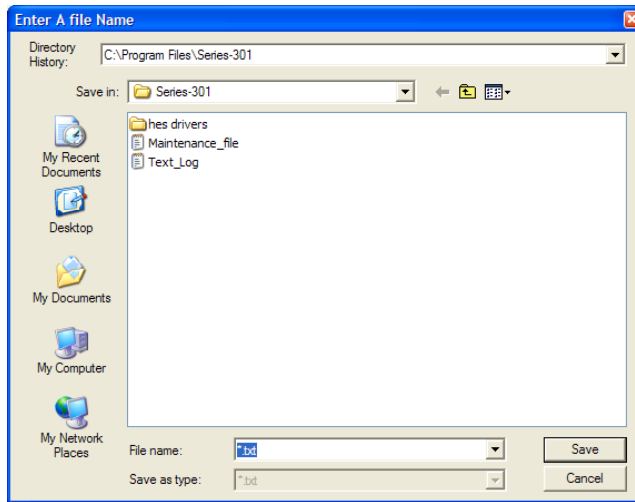 Enter A file Name
Directory
History:
C:\Program Files\Series-301
Save in:
Series-301
hes drivers
Maintenance_file
Text_Log
My Recent
Documents
Desktop
My Documents
My Computer
My Network
Places
File name:
*.txt
Save
Save as type:
*.txt
Cancel